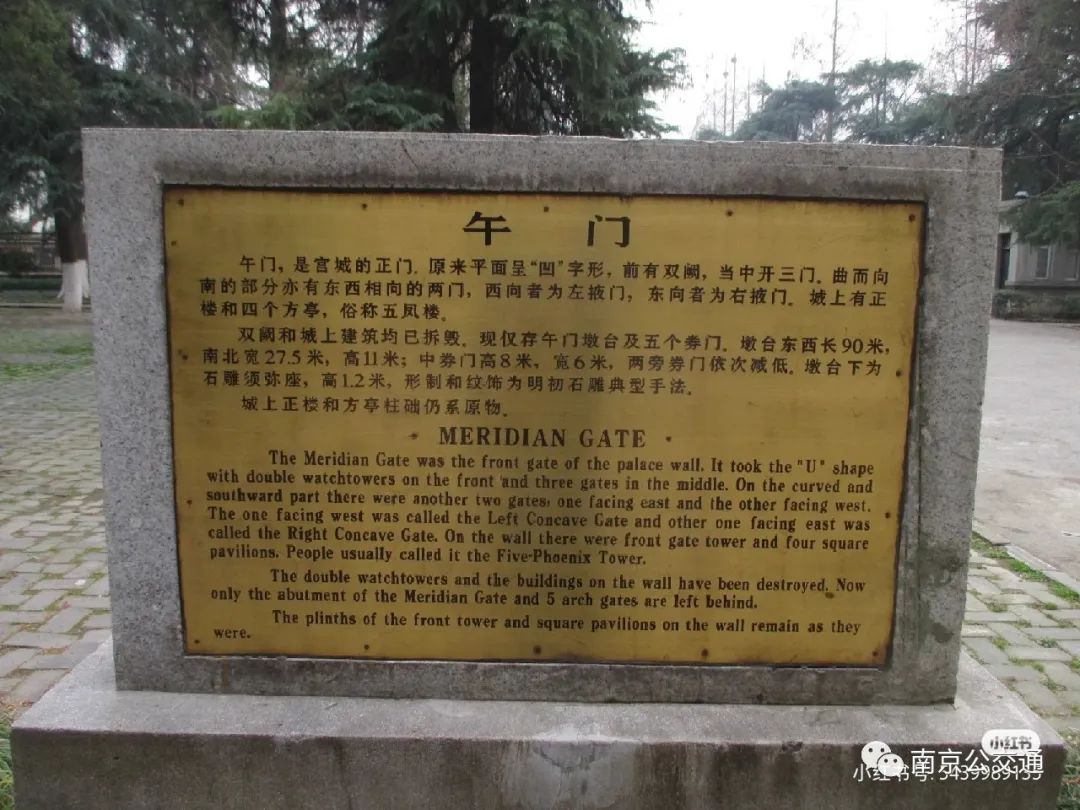 午 门
午门，是宫城的正门。原来平面呈“凹”字形，前有双阙，当中开三门。曲而向
南的部分亦有东西相向的两门，西向者为左掖门，东向者为右掖门。城上有正
楼和四个方亭，俗称五凤楼。
双阙和城上建筑均已拆毁。现仅存午门墩台及五个券门。墩台东西长90米，
南北宽27.5米，高11米；中券门高8米，宽6米，两旁券门依次减低。墩台下为
石雕须弥座，高1.2米，形制和纹饰为明初石雕典型手法。
城上正楼和方亭柱础仍系原物。
MERIDIAN GATE
The Meridian Gate was the front gate of the palace wall. It took the "U" shape
with double watchtowers on the front and three gates in the middle. On the curved and
southward part there were another two gates: one facing east and the other facing west.
The one facing west was called the Left Concave Gate and other one facing east was
called the Right Concave Gate. On the wall there were front gate tower and four square
pavilions. People usually called it the Five-Phoenix Tower.
The double watchtowers and the buildings on the wall have been destroyed. Now
only the abutment of the Meridian Gate and 5 arch gates are left behind.
The plinths of the front tower and square pavilions on the wall remain as they
were.
小红书
南京公交通
小红书号: